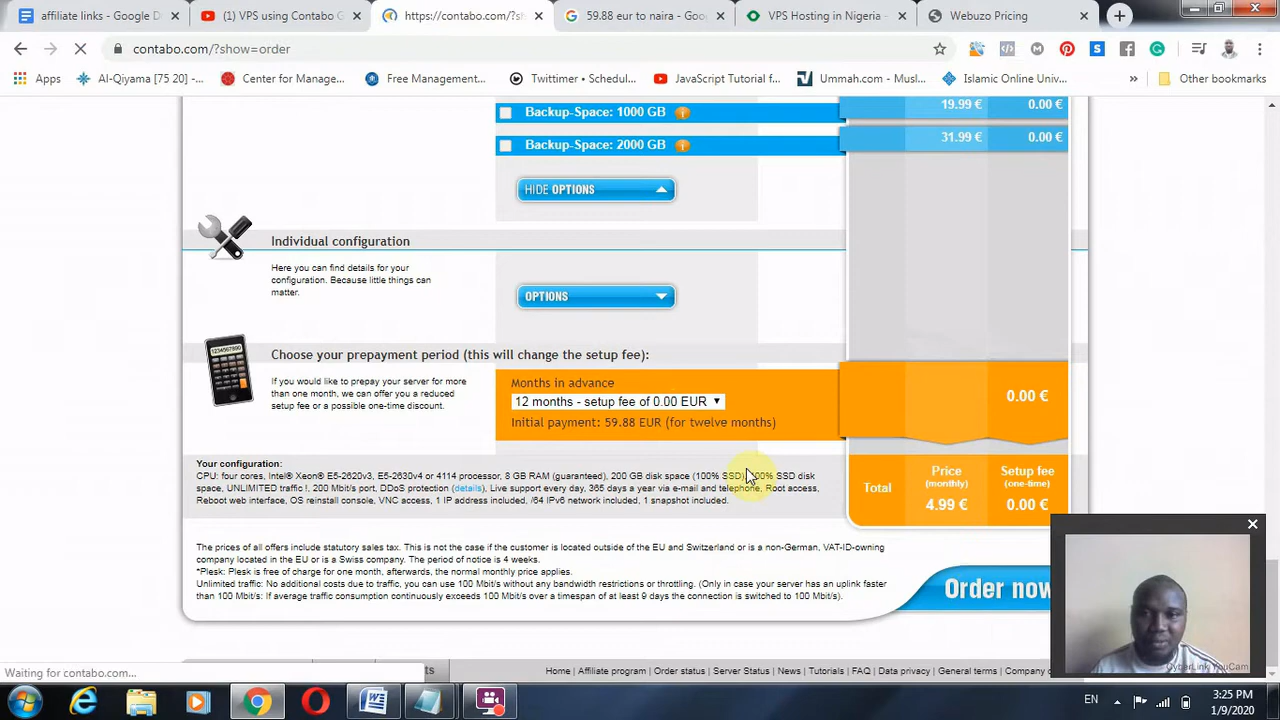 affiliate links - Google D
(1) VPS using Contabo G
https://contabo.com/?sh
59.88 eur to naira - Goo
VPS Hosting in Nigeria -
Webuzo Pricing
contabo.com/?show=order
Apps
Al-Qiyama [75 20] -...
Center for Manage...
Free Management...
Twittimer • Schedul...
JavaScript Tutorial f...
Ummah.com - Musl...
Islamic Online Univ...
»
Other bookmarks
Backup-Space: 1000 GB
19.99 €
0.00 €
Backup-Space: 2000 GB
31.99 €
0.00 €
HIDE OPTIONS
Individual configuration
Here you can find details for your
configuration. Because little things can
matter.
OPTIONS
Choose your prepayment period (this will change the setup fee):
If you would like to prepay your server for more
than one month, we can offer you a reduced
setup fee or a possible one-time discount.
Months in advance
12 months - setup fee of 0.00 EUR
Initial payment: 59.88 EUR (for twelve months)
0.00 €
Your configuration:
CPU: four cores, Intel® Xeon® E5-2620v3, E5-2630v4 or 4114 processor, 8 GB RAM (guaranteed), 200 GB disk space (100% SSD), 100% SSD disk
space, UNLIMITED traffic!, 200 Mbit/s port, DDoS protection (details), Live support every day, 365 days a year via e-mail and telephone, Root access,
Reboot web interface, OS reinstall console, VNC access, 1 IP address included, /64 IPv6 network included, 1 snapshot included.
Total
Price
(monthly)
4.99 €
Setup fee
(one-time)
0.00 €
The prices of all offers include statutory sales tax. This is not the case if the customer is located outside of the EU and Switzerland or is a non-German, VAT-ID-owning
company located in the EU or is a Swiss company. The period of notice is 4 weeks.
*Plesk: Plesk is free of charge for one month, afterwards, the normal monthly price applies.
Unlimited traffic: No additional costs due to traffic, you can use 100 Mbit/s without any bandwidth restrictions or throttling. (Only in case your server has an uplink faster
than 100 Mbit/s: If average traffic consumption continuously exceeds 100 Mbit/s over a timespan of at least 9 days the connection is switched to 100 Mbit/s).
Order now
Home | Affiliate program | Order status | Server Status | News | Tutorials | FAQ | Data privacy | General terms | Company
Waiting for contabo.com...
CyberLink YouCam
EN
3:25 PM
1/9/2020